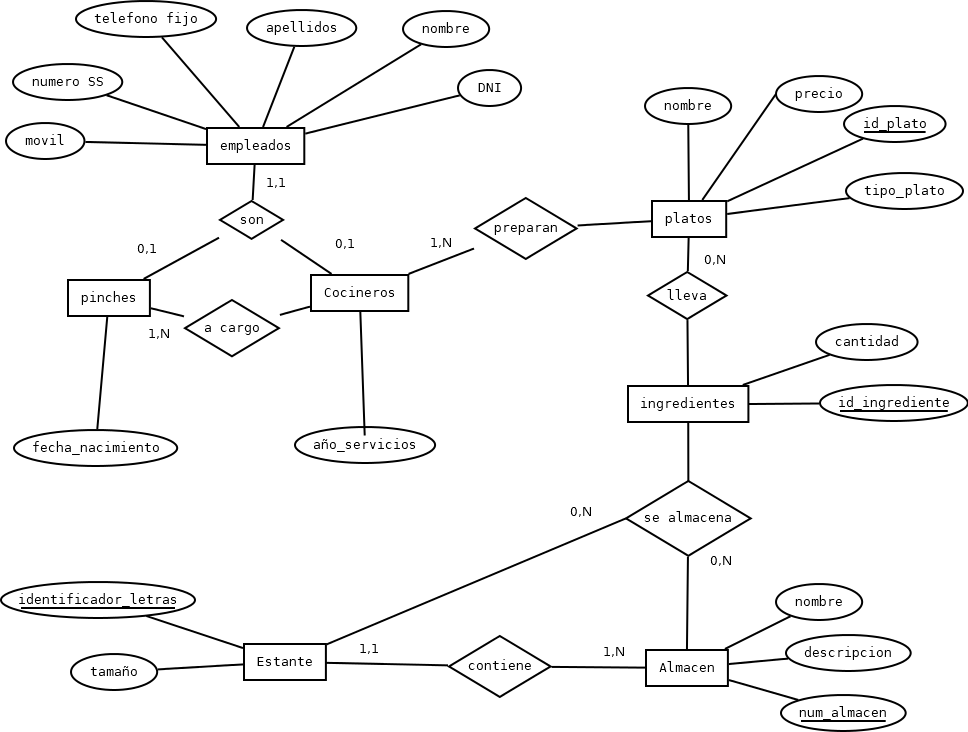 telefono fijo
apellidos
nombre
numero SS
DNI
movil
empleados
nombre
precio
id_plato
tipo_plato
1,1
son
preparan
platos
0,1
0,1
1,N
0,N
pinches
Cocineros
lleva
1,N
a cargo
cantidad
ingredientes
id_ingrediente
fecha_nacimiento
año_servicios
0,N
se almacena
0,N
identificador_letras
nombre
Estante
1,1
1,N
descripcion
tamaño
contiene
Almacen
num_almacen